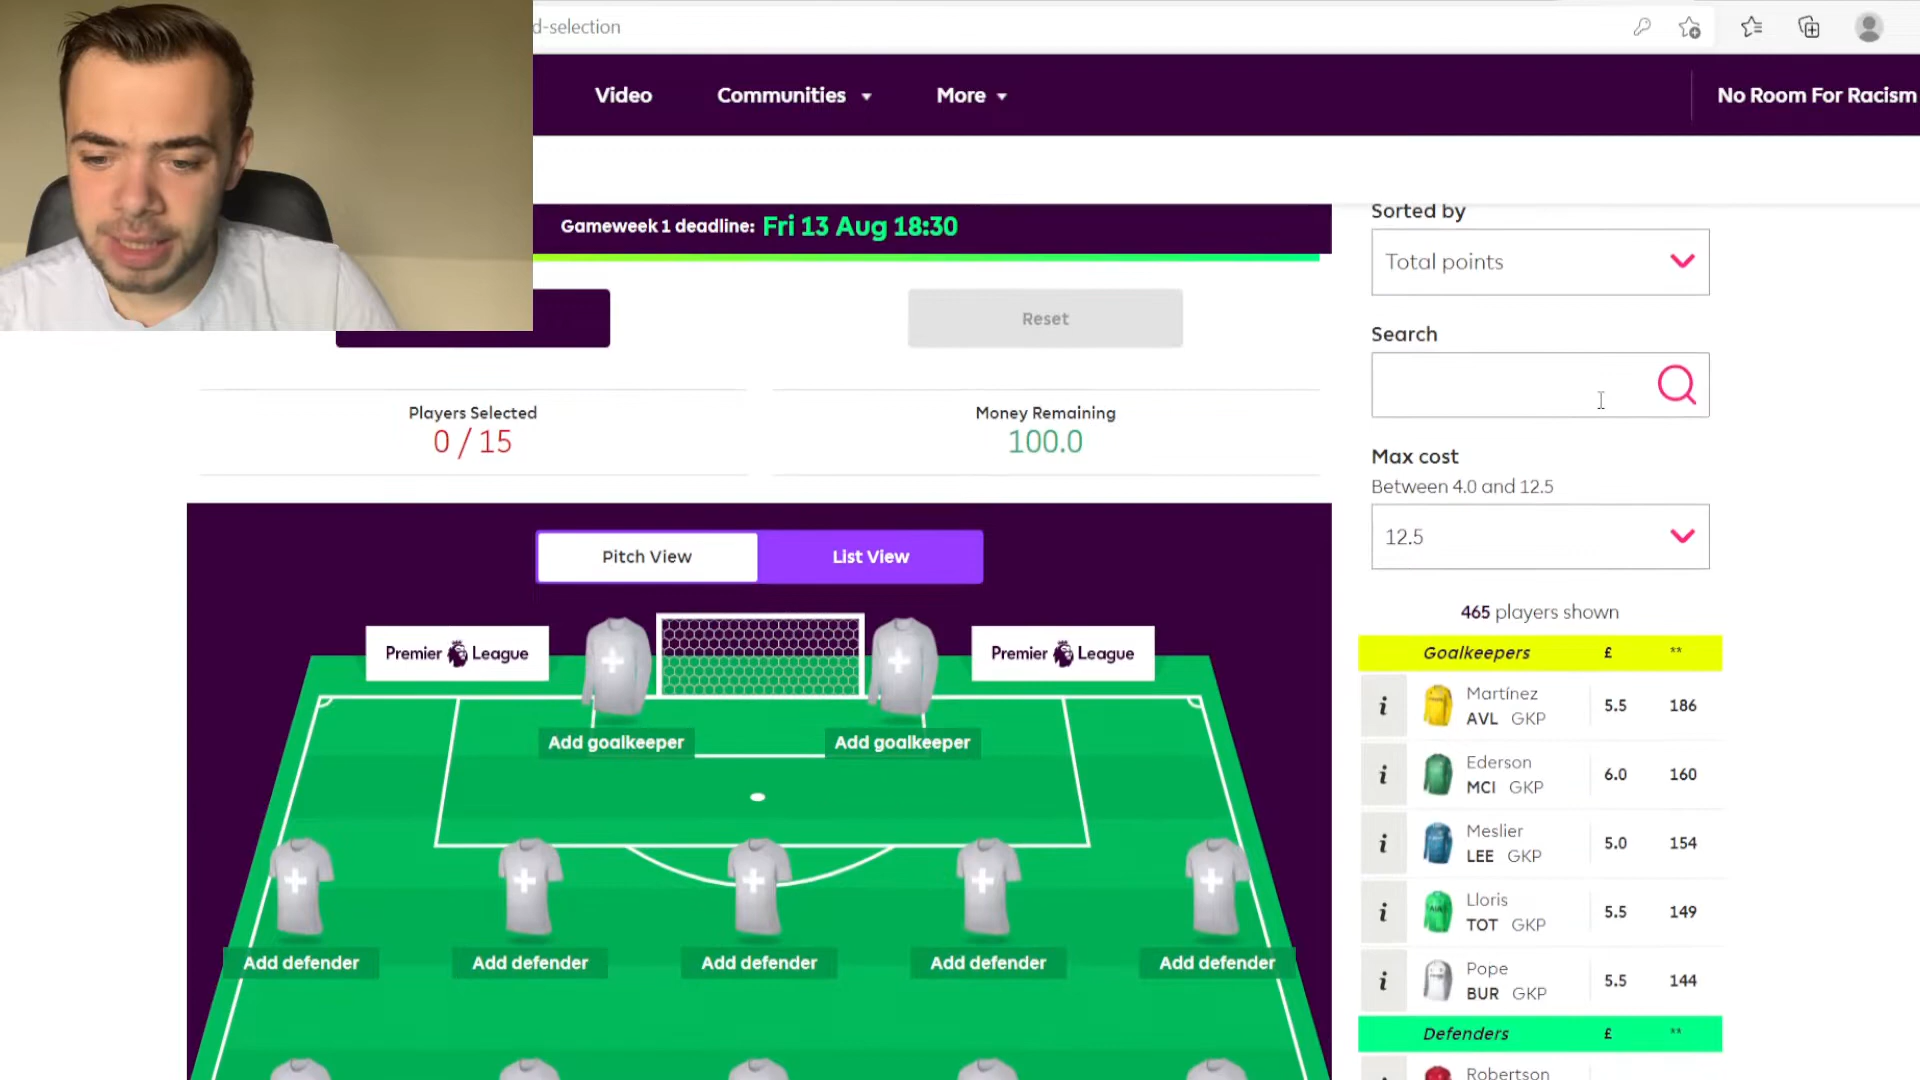 d-selection
Video
Communities
More
No Room For Racism
Gameweek 1 deadline: Fri 13 Aug 18:30
Sorted by
Total points
Reset
Search
Players Selected
0 / 15
Money Remaining
100.0
Max cost
Between 4.0 and 12.5
12.5
Pitch View
List View
465 players shown
Premier League
Premier League
Goalkeepers £ **
Martínez 5.5 186
AVL GKP
Add goalkeeper
Add goalkeeper
Ederson 6.0 160
MCI GKP
Meslier 5.0 154
LEE GKP
Lloris 5.5 149
TOT GKP
Add defender
Add defender
Add defender
Add defender
Add defender
Pope 5.5 144
BUR GKP
Defenders £ **
Robertson